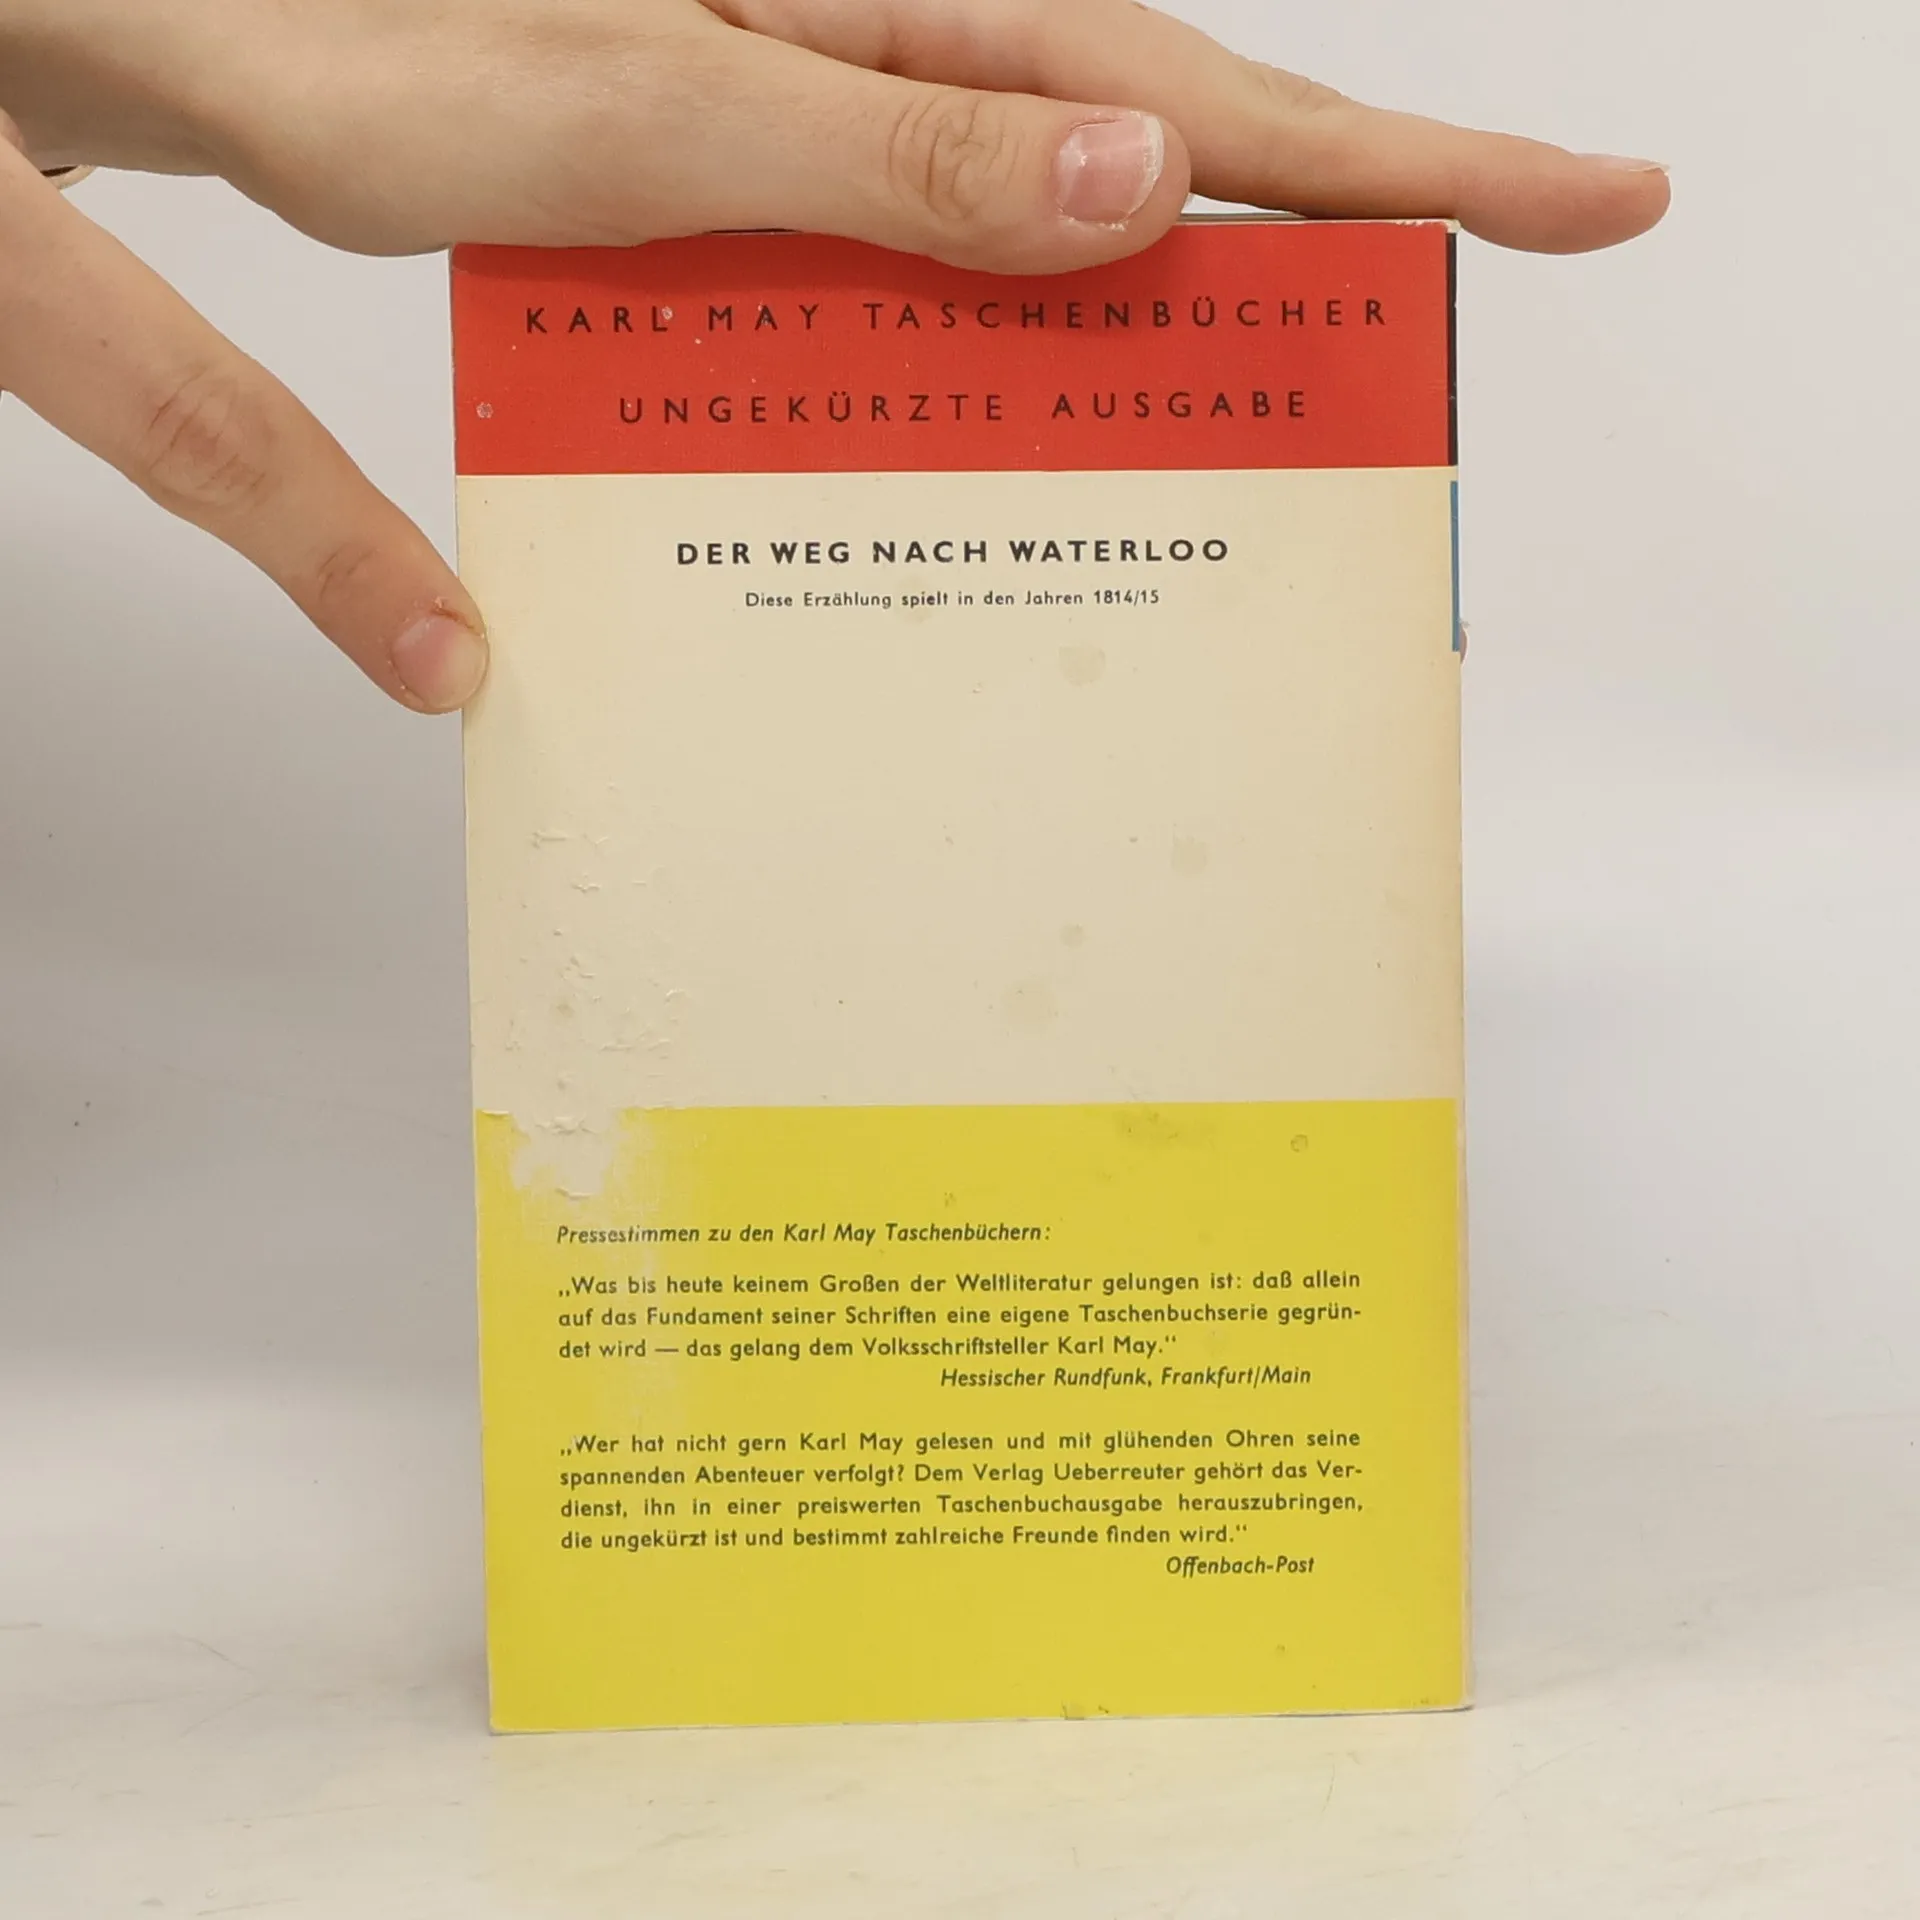 KARL MAY TASCHENBÜCHER
UNGEKÜRZTE AUSGABE
DER WEG NACH WATERLOO
Diese Erzählung spielt in den Jahren 1814/15
Pressestimmen zu den Karl May Taschenbüchern:
„Was bis heute keinem Großen der Weltliteratur gelungen ist: daß allein
auf das Fundament seiner Schriften eine eigene Taschenbuchserie gegrün-
det wird — das gelang dem Volksschriftsteller Karl May.“
Hessischer Rundfunk, Frankfurt/Main
„Wer hat nicht gern Karl May gelesen und mit glühenden Ohren seine
spannenden Abenteuer verfolgt? Dem Verlag Ueberreuter gehört das Ver-
dienst, ihn in einer preiswerten Taschenbuchausgabe herauszubringen,
die ungekürzt ist und bestimmt zahlreiche Freunde finden wird.“
Offenbach-Post